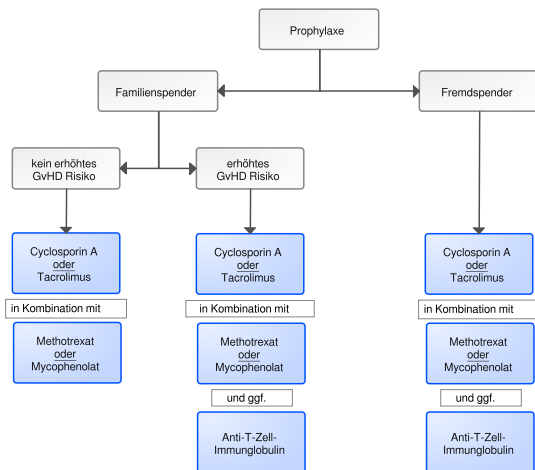 Prophylaxe
Familienspender
Fremdspender
kein erhöhtes
GvHD Risiko
erhöhtes
GvHD Risiko
Cyclosporin A
oder
Tacrolimus
Cyclosporin A
oder
Tacrolimus
Cyclosporin A
oder
Tacrolimus
in Kombination mit
in Kombination mit
in Kombination mit
Methotrexat
oder
Mycophenolat
Methotrexat
oder
Mycophenolat
Methotrexat
oder
Mycophenolat
und ggf.
und ggf.
Anti-T-Zell-
Immunglobulin
Anti-T-Zell-
Immunglobulin